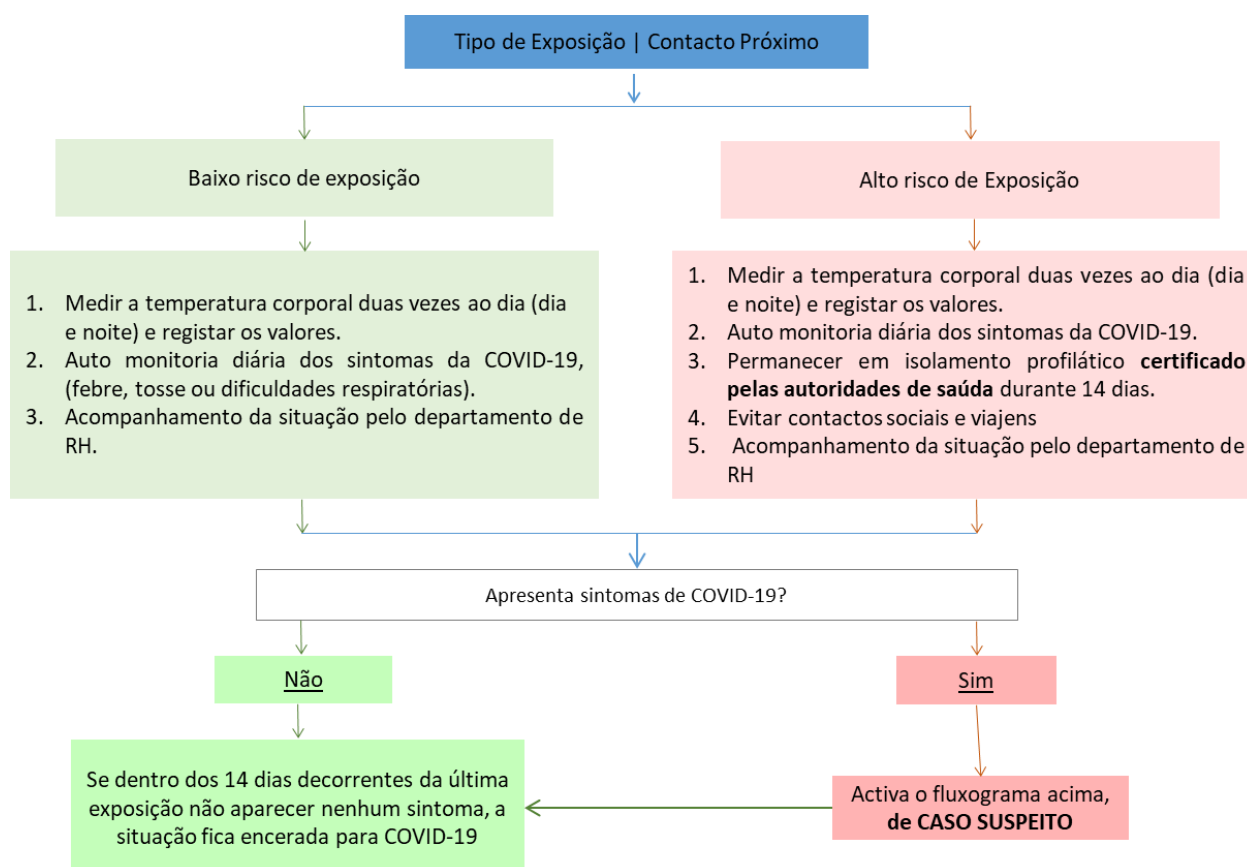 Tipo de Exposição | Contacto Próximo
Baixo risco de exposição
Alto risco de Exposição
1. Medir a temperatura corporal duas vezes ao dia (dia
e noite) e registar os valores.
2. Auto monitoria diária dos sintomas da COVID-19,
(febre, tosse ou dificuldades respiratórias).
3. Acompanhamento da situação pelo departamento de
RH.
1. Medir a temperatura corporal duas vezes ao dia (dia
e noite) e registar os valores.
2. Auto monitoria diária dos sintomas da COVID-19.
3. Permanecer em isolamento profilático certificado
pelas autoridades de saúde durante 14 dias.
4. Evitar contactos sociais e viajens
5. Acompanhamento da situação pelo departamento de
RH
Apresenta sintomas de COVID-19?
Não
Sim
Se dentro dos 14 dias decorrentes da última
exposição não aparecer nenhum sintoma, a
situação fica encerada para COVID-19
Activa o fluxograma acima,
de CASO SUSPEITO